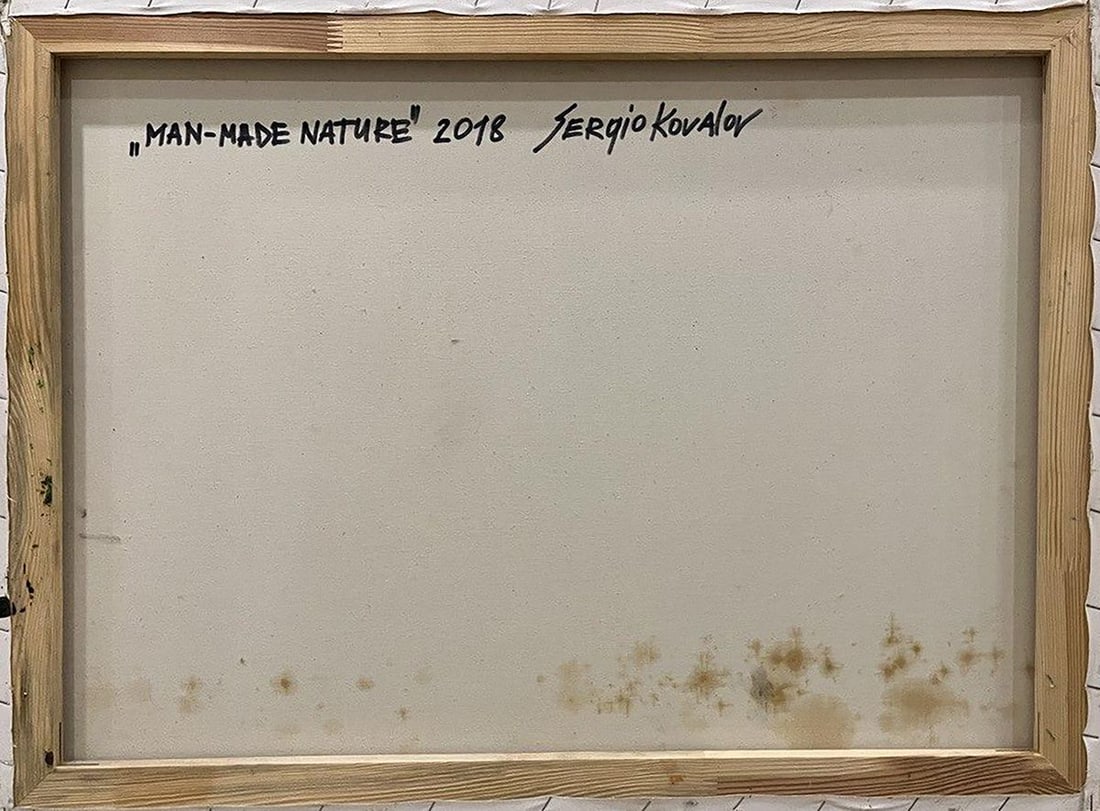 „MAN-MADE NATURE" 2018 Sergio Kovalov